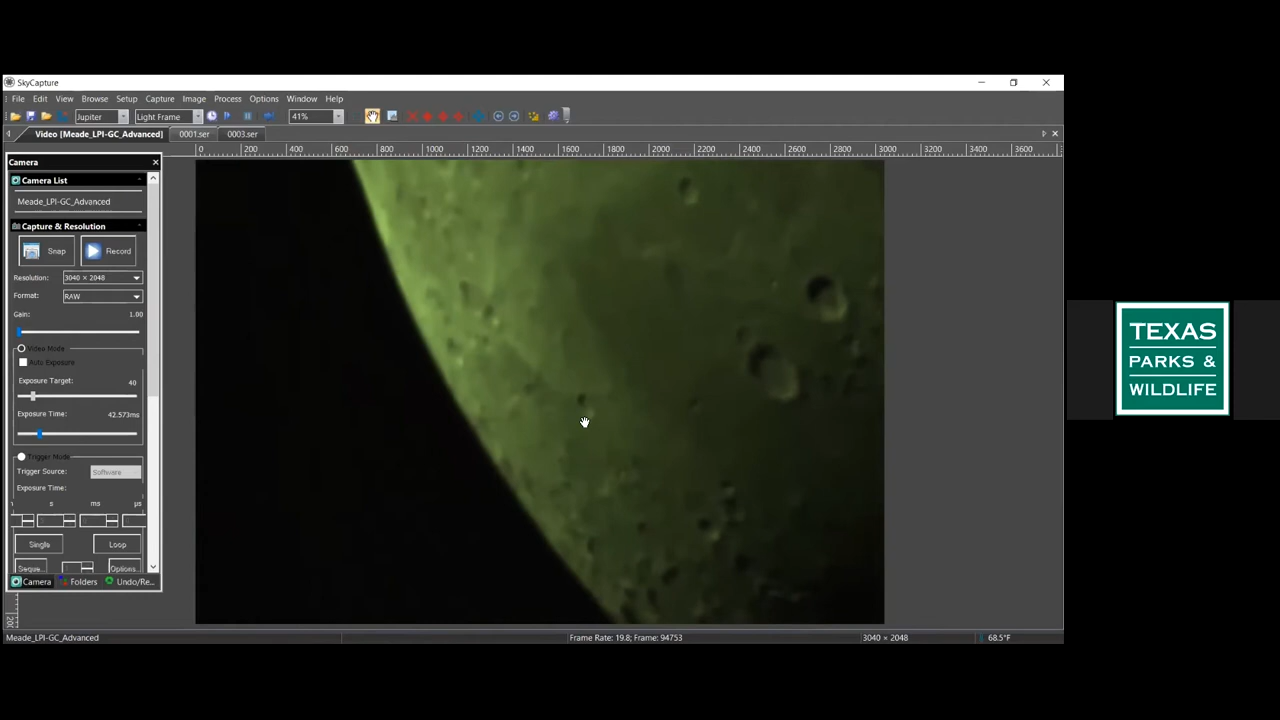 SkyCapture
File Edit View Browse Setup Capture Image Process Options Window Help
Jupiter Light Frame 41%
Video [Meade_LPI-GC_Advanced] 0001.ser 0003.ser
0 200 400 600 800 1000 1200 1400 1600 1800 2000 2200 2400 2600 2800 3000 3200 3400 3600
Camera
Camera List
Meade_LPI-GC_Advanced
Capture & Resolution
Snap Record
Resolution: 3040 × 2048
Format: RAW
Gain: 1.00
Video Mode
Auto Exposure
Exposure Target: 40
Exposure Time: 42.573ms
Trigger Mode
Trigger Source: Software
Exposure Time:
s ms µs
Single Loop
Seque... Options...
Camera Folders Undo/Re...
Meade_LPI-GC_Advanced Frame Rate: 19.8; Frame: 94753 3040 × 2048 68.5°F
TEXAS
PARKS &
WILDLIFE